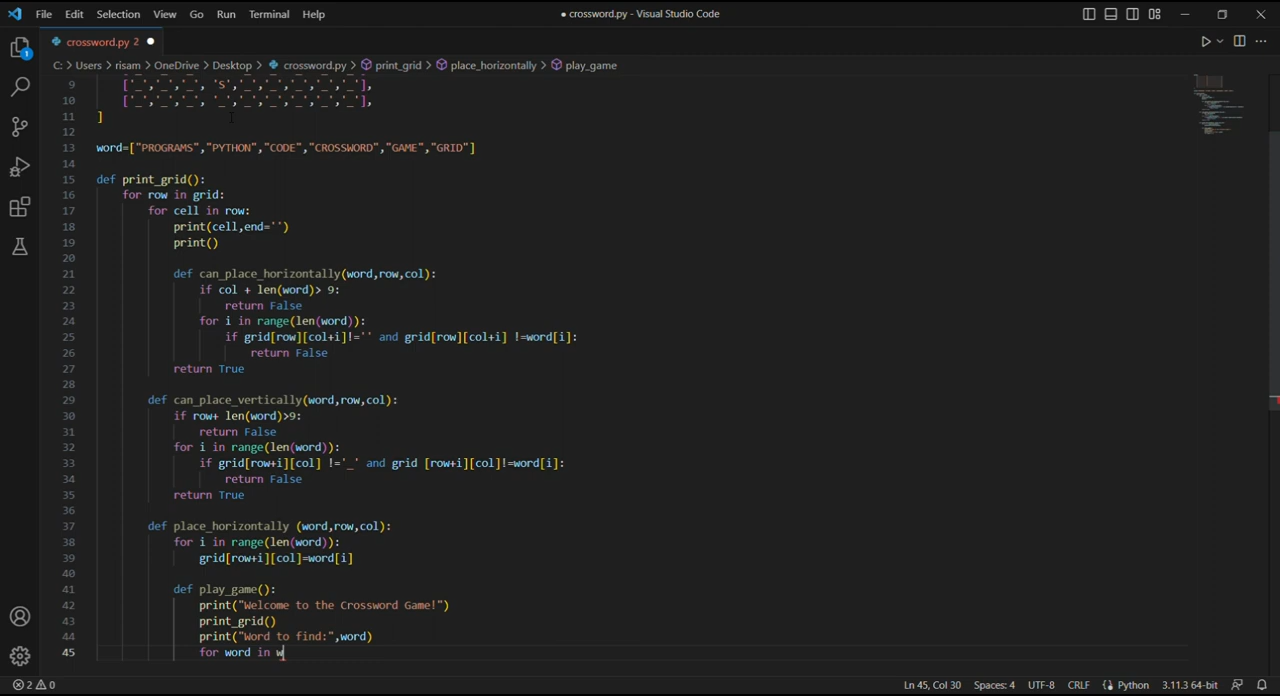 File Edit Selection View Go Run Terminal Help
● crossword.py - Visual Studio Code
1
crossword.py 2 ●
C: > Users > risam > OneDrive > Desktop > crossword.py > print_grid > place_horizontally > play_game
9 ['_','_','_', 'S','_','_','_','_','_'],
10 ['_','_','_', '_','_','_','_','_','_'],
11 ]
12
13 word=["PROGRAMS","PYTHON","CODE","CROSSWORD","GAME","GRID"]
14
15 def print_grid():
16 for row in grid:
17 for cell in row:
18 print(cell,end='')
19 print()
20
21 def can_place_horizontally(word,row,col):
22 if col + len(word)> 9:
23 return False
24 for i in range(len(word)):
25 if grid[row][col+i]!='' and grid[row][col+i] !=word[i]:
26 return False
27 return True
28
29 def can_place_vertically(word,row,col):
30 if row+ len(word)>9:
31 return False
32 for i in range(len(word)):
33 if grid[row+i][col] !='_' and grid [row+i][col]!=word[i]:
34 return False
35 return True
36
37 def place_horizontally (word,row,col):
38 for i in range(len(word)):
39 grid[row+i][col]=word[i]
40
41 def play_game():
42 print("Welcome to the Crossword Game!")
43 print_grid()
44 print("Word to find:",word)
45 for word in w
2 0 Ln 45, Col 30 Spaces: 4 UTF-8 CRLF Python 3.11.3 64-bit